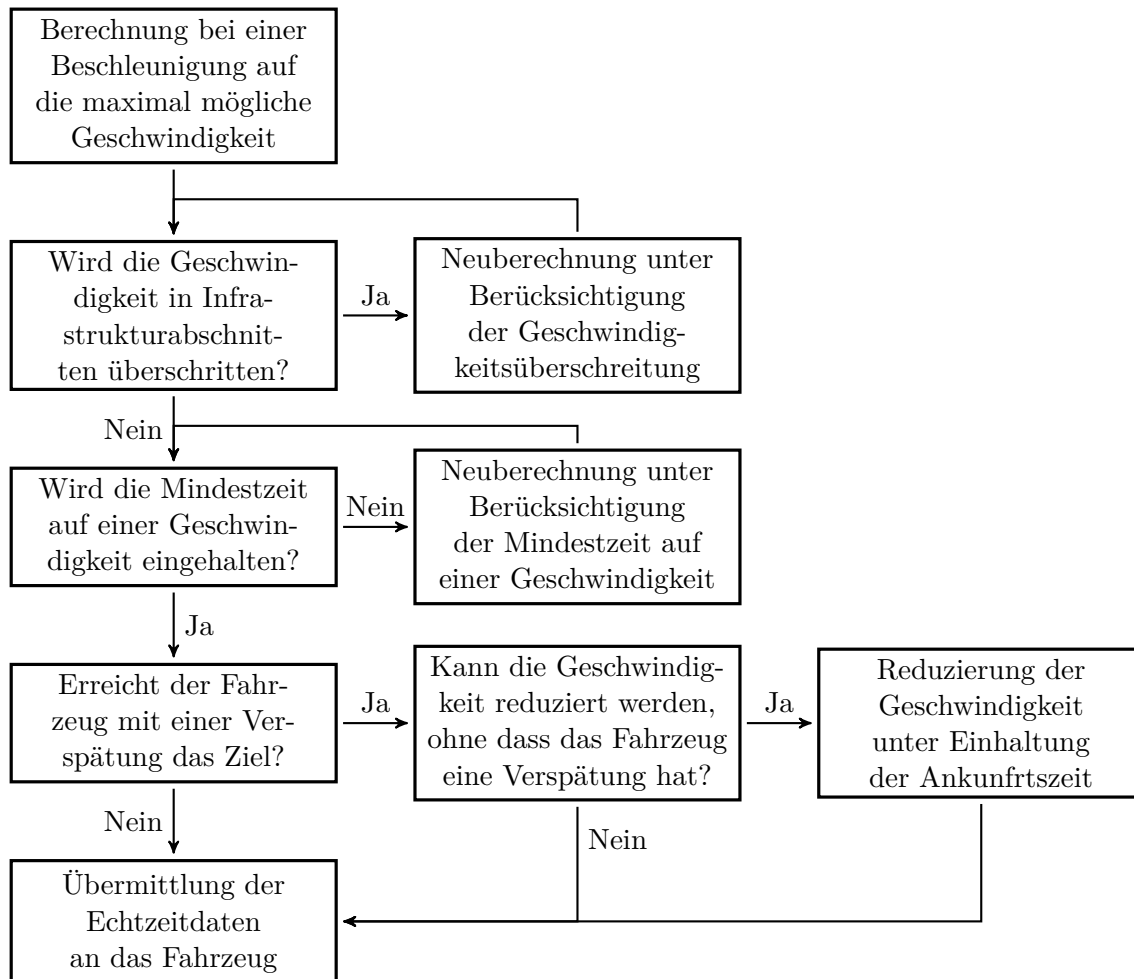 Berechnung bei einer
Beschleunigung auf
die maximal mögliche
Geschwindigkeit
Wird die Geschwin-
digkeit in Infra-
strukturabschnit-
ten überschritten?
Ja
Neuberechnung unter
Berücksichtigung
der Geschwindig-
keitsüberschreitung
Nein
Wird die Mindestzeit
auf einer Geschwin-
digkeit eingehalten?
Nein
Neuberechnung unter
Berücksichtigung
der Mindestzeit auf
einer Geschwindigkeit
Ja
Erreicht der Fahr-
zeug mit einer Ver-
spätung das Ziel?
Ja
Kann die Geschwindig-
keit reduziert werden,
ohne dass das Fahrzeug
eine Verspätung hat?
Ja
Reduzierung der
Geschwindigkeit
unter Einhaltung
der Ankunfrtszeit
Nein
Nein
Übermittlung der
Echtzeitdaten
an das Fahrzeug